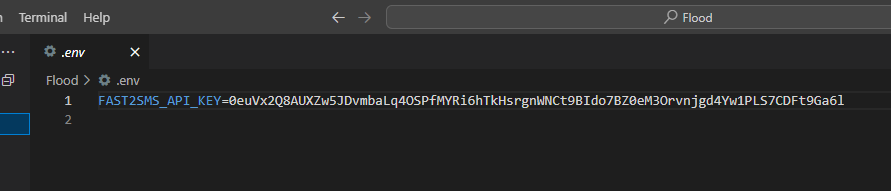 Terminal Help
Flood
.env
Flood > .env
1 FAST2SMS_API_KEY=0euVx2Q8AUXZw5JDvmbaLq4OSPfMYRi6hTkHsrgnWNCt9BIdo7BZ0eM3Orvnjgd4Yw1PLS7CDFt9Ga6l
2